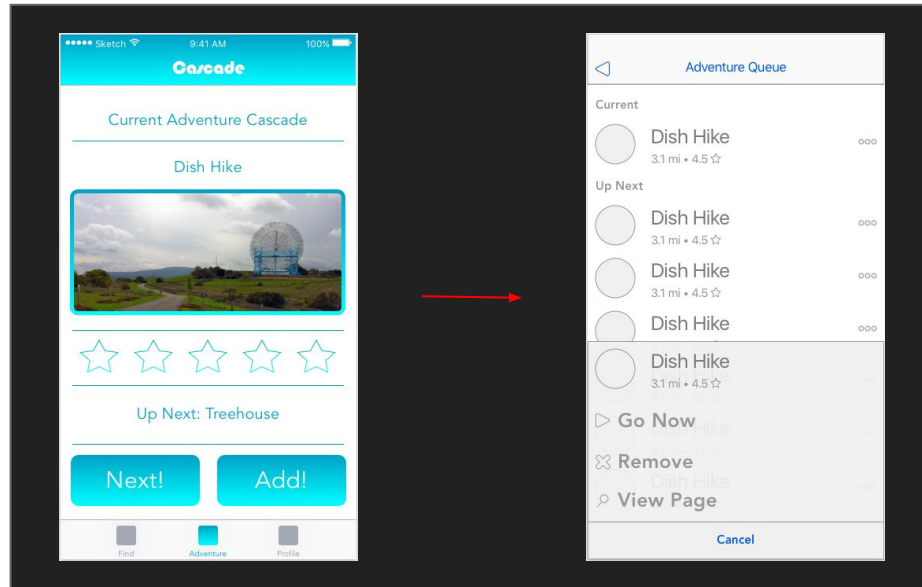 Sketch 9:41 AM 100%
Cascade
Current Adventure Cascade
Dish Hike
Up Next: Treehouse
Next! Add!
Find Adventure Profile
Adventure Queue
Current
Dish Hike
3.1 mi • 4.5 ☆
Up Next
Dish Hike
3.1 mi • 4.5 ☆
Dish Hike
3.1 mi • 4.5 ☆
Dish Hike
Dish Hike
3.1 mi • 4.5 ☆
Go Now
Remove
View Page
Cancel